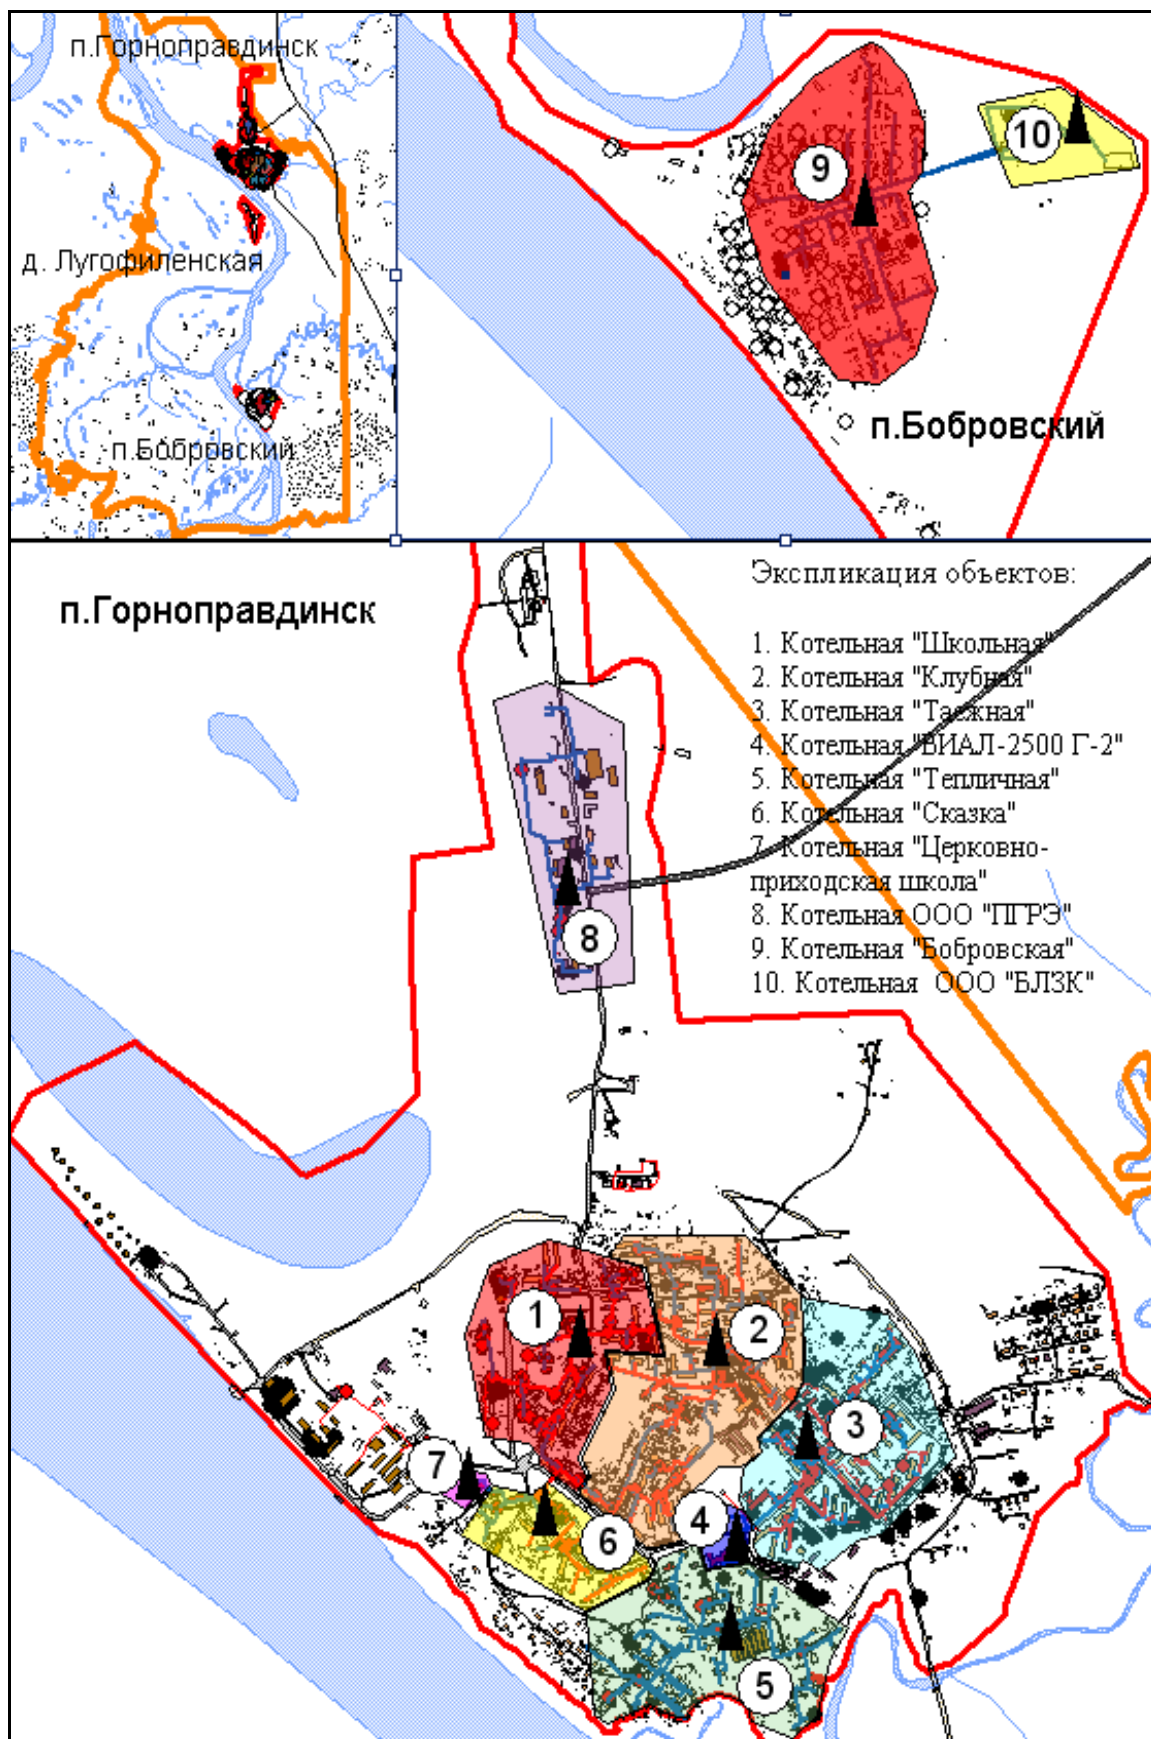 п.Горноправдинск
д. Лугофиленская
п.Бобровский
9
10
п.Бобровский
п.Горноправдинск
Экспликация объектов:
1. Котельная "Школьная"
2. Котельная "Клубная"
3. Котельная "Таежная"
4. Котельная "ВИАЛ-2500 Г-2"
5. Котельная "Тепличная"
6. Котельная "Сказка"
7. Котельная "Церковно-
приходская школа"
8. Котельная ООО "ПГРЭ"
9. Котельная "Бобровская"
10. Котельная ООО "БЛЗК"
8
1
2
3
7
4
6
5